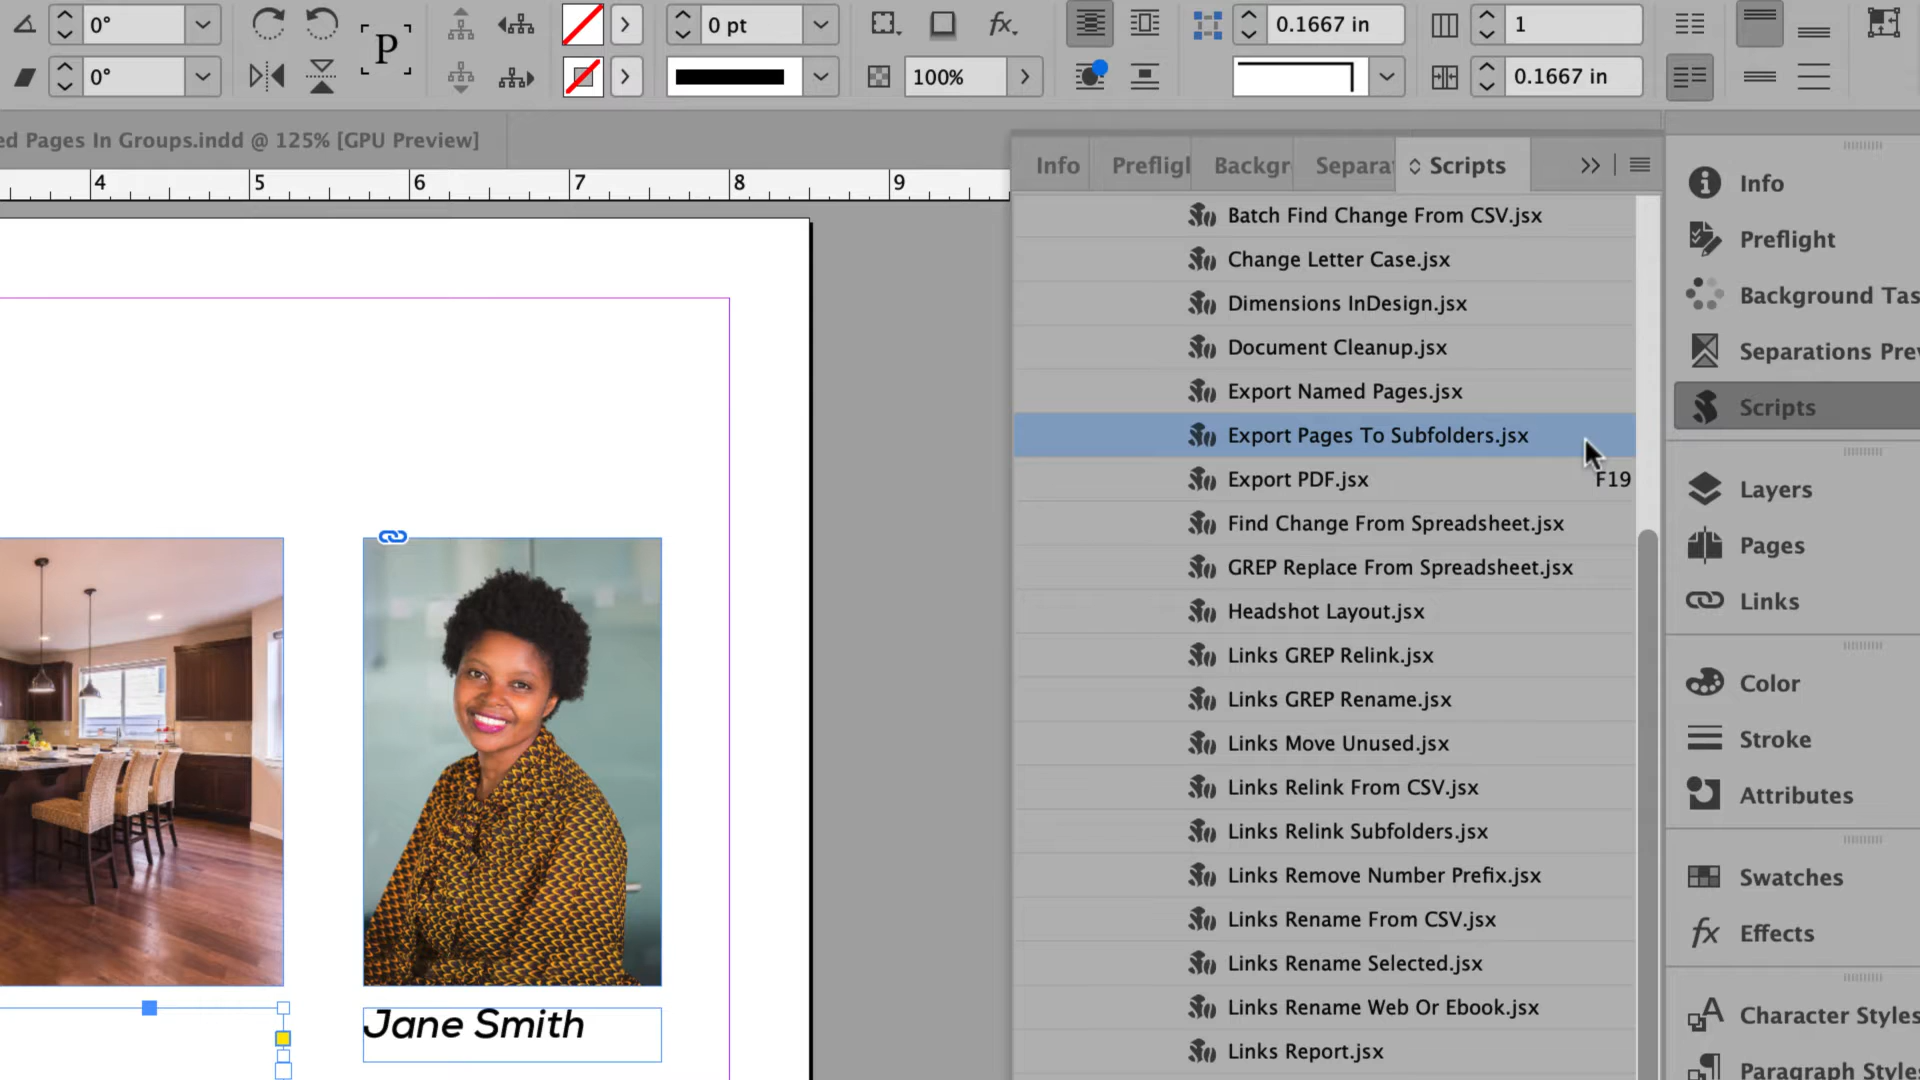 0°
0 pt
fx.
0.1667 in
1
0°
P
100%
0.1667 in
ed Pages In Groups.indd @ 125% [GPU Preview]
4 5 6 7 8 9
Info Preflig Backgr Separat Scripts
Batch Find Change From CSV.jsx
Change Letter Case.jsx
Dimensions InDesign.jsx
Document Cleanup.jsx
Export Named Pages.jsx
Export Pages To Subfolders.jsx
Export PDF.jsx F19
Find Change From Spreadsheet.jsx
GREP Replace From Spreadsheet.jsx
Headshot Layout.jsx
Links GREP Relink.jsx
Links GREP Rename.jsx
Links Move Unused.jsx
Links Relink From CSV.jsx
Links Relink Subfolders.jsx
Links Remove Number Prefix.jsx
Links Rename From CSV.jsx
Links Rename Selected.jsx
Links Rename Web Or Ebook.jsx
Links Report.jsx
Info
Preflight
Background Tas
Separations Prev
Scripts
Layers
Pages
Links
Color
Stroke
Attributes
Swatches
fx Effects
A Character Styles
Paragraph Styles
Jane Smith